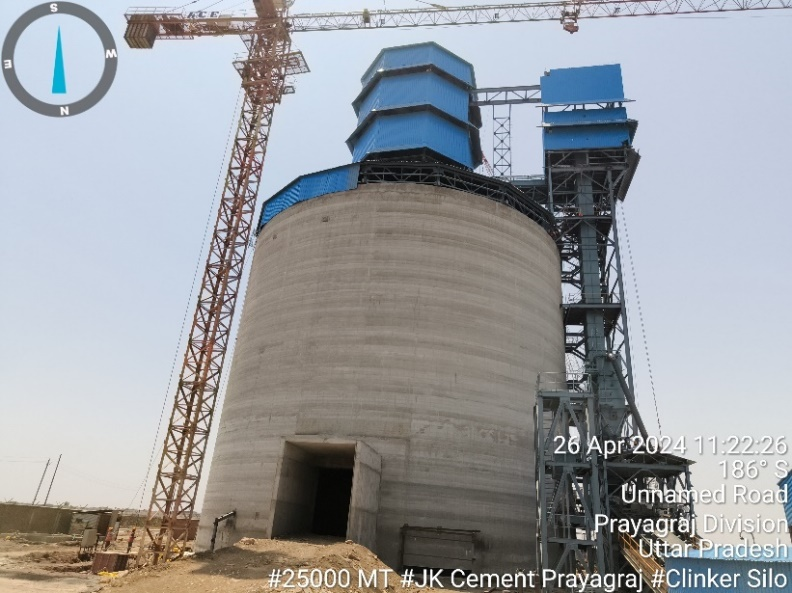 S
W
E
N
ACE
26 Apr 2024 11:22:26
186° S
Unnamed Road
Prayagraj Division
Uttar Pradesh
#25000 MT #JK Cement Prayagraj #Clinker Silo